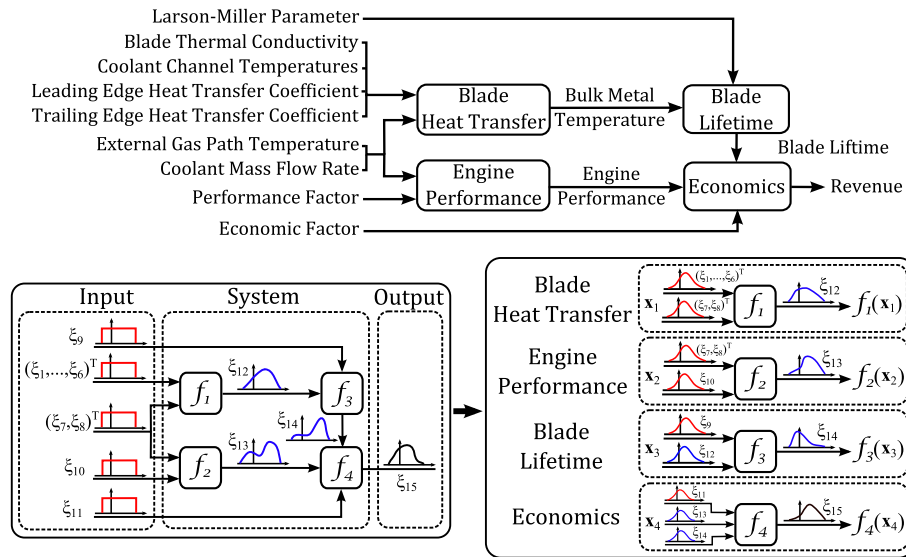 Larson-Miller Parameter
Blade Thermal Conductivity
Coolant Channel Temperatures
Leading Edge Heat Transfer Coefficient
Trailing Edge Heat Transfer Coefficient
External Gas Path Temperature
Coolant Mass Flow Rate
Performance Factor
Economic Factor
Blade
Heat Transfer
Bulk Metal
Temperature
Blade
Lifetime
Blade Liftime
Engine
Performance
Engine
Performance
Economics
Revenue
Input
System
Output
ξ9
(ξ1,...,ξ6)T
(ξ7,ξ8)T
ξ10
ξ11
f1
ξ12
f3
ξ14
f2
ξ13
f4
ξ15
Blade
Heat Transfer
x1
(ξ1,...,ξ6)T
(ξ7,ξ8)T
f1
ξ12
f1(x1)
Engine
Performance
x2
(ξ7,ξ8)T
ξ10
f2
ξ13
f2(x2)
Blade
Lifetime
x3
ξ9
ξ12
f3
ξ14
f3(x3)
Economics
x4
ξ11
ξ13
ξ14
f4
ξ15
f4(x4)